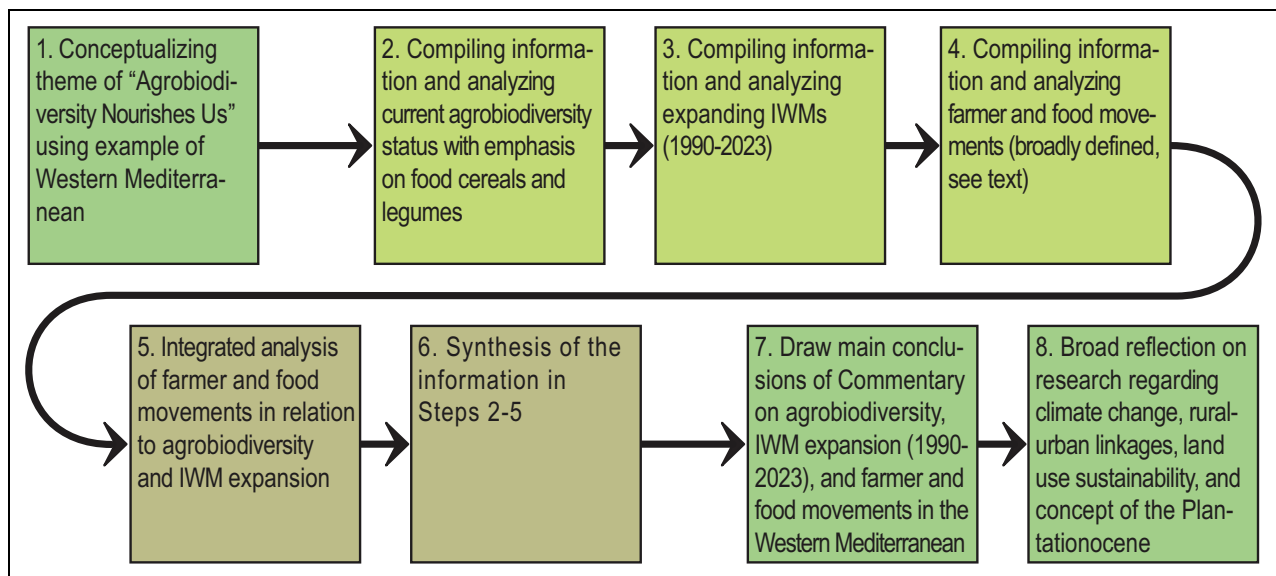 1. Conceptualizing
theme of “Agrobiodi-
versity Nourishes Us”
using example of
Western Mediterra-
nean
2. Compiling informa-
tion and analyzing
current agrobiodiversity
status with emphasis
on food cereals and
legumes
3. Compiling informa-
tion and analyzing
expanding IWMs
(1990-2023)
4. Compiling informa-
tion and analyzing
farmer and food move-
ments (broadly defined,
see text)
5. Integrated analysis
of farmer and food
movements in relation
to agrobiodiversity
and IWM expansion
6. Synthesis of the
information in
Steps 2-5
7. Draw main conclu-
sions of Commentary
on agrobiodiversity,
IWM expansion (1990-
2023), and farmer and
food movements in the
Western Mediterranean
8. Broad reflection on
research regarding
climate change, rural-
urban linkages, land
use sustainability, and
concept of the Plan-
tationocene